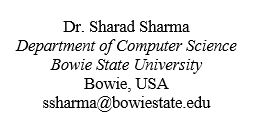 Dr. Sharad Sharma
Department of Computer Science
Bowie State University
Bowie, USA
ssharma@bowiestate.edu